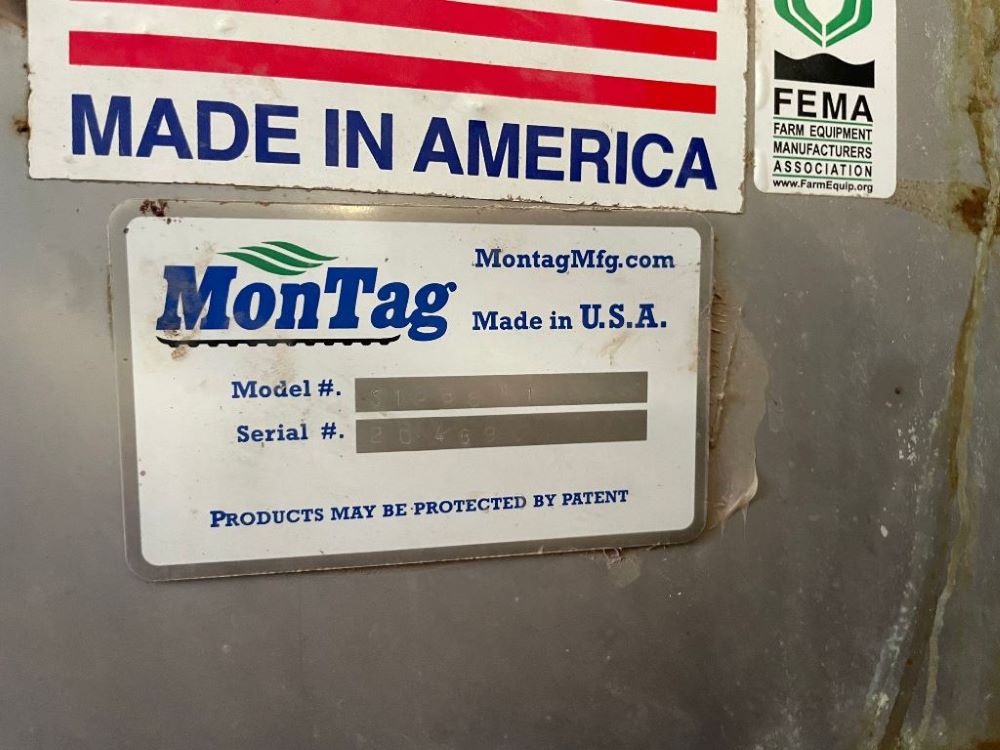 MADE IN AMERICA
FEMA
FARM EQUIPMENT
MANUFACTURERS
ASSOCIATION
www.FarmEquip.org
MonTag
MontagMfg.com
Made in U.S.A.
Model #.
Serial #. 20469
PRODUCTS MAY BE PROTECTED BY PATENT